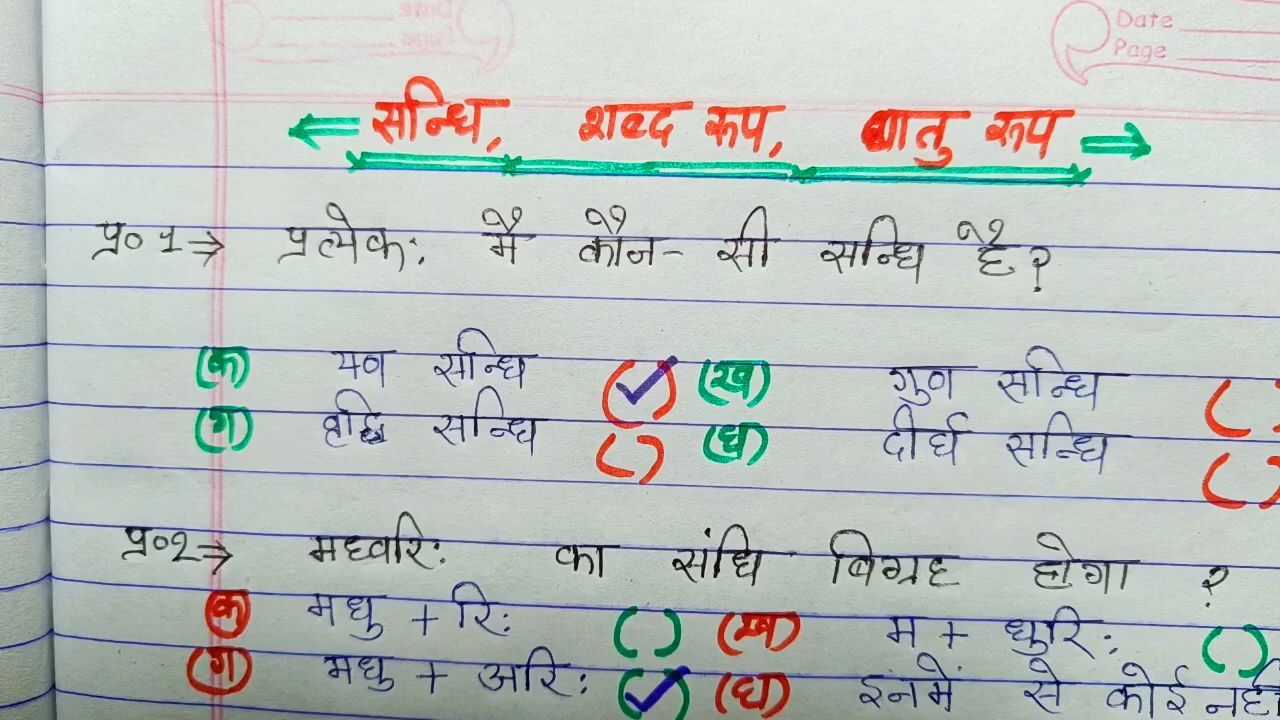 Date
Page
सन्धि, शब्द रूप, धातु रूप
प्र० 1⇒ प्रत्येक: मै कौन- सी सन्धि है?
(क) यण सन्धि (✓) (ख) गुण सन्धि ( )
(ग) वृद्धि सन्धि ( ) (घ) दीर्घ सन्धि ( )
प्र०2⇒ मध्वरि: का संधि बिग्रह होगा ?
(क) मधु + रि: ( ) (ख) म + धुरि: ( )
(ग) मधु + अरि: (✓) (घ) इनमें से कोई नही